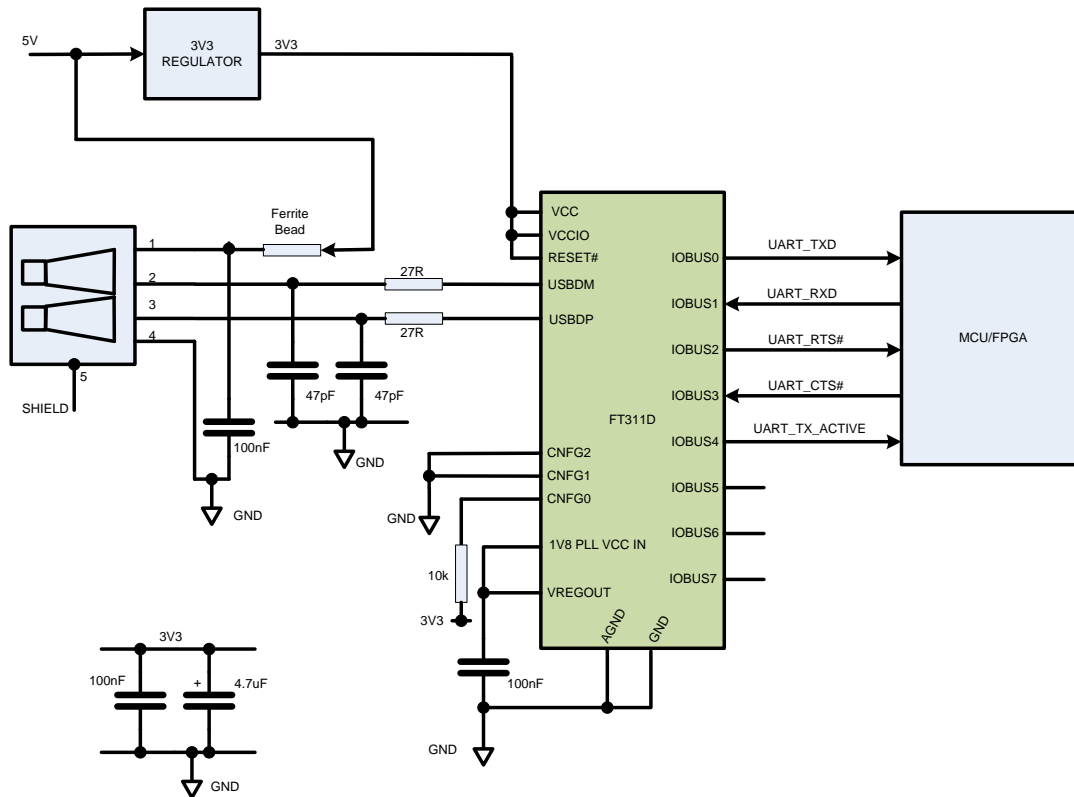 5V
3V3
REGULATOR
3V3
Ferrite
Bead
1
2
3
4
5
SHIELD
27R
27R
47pF
47pF
100nF
GND
GND
VCC
VCCIO
RESET#
USBDM
USBDP
CNFG2
CNFG1
CNFG0
1V8 PLL VCC IN
VREGOUT
AGND
GND
FT311D
IOBUS0
IOBUS1
IOBUS2
IOBUS3
IOBUS4
IOBUS5
IOBUS6
IOBUS7
UART_TXD
UART_RXD
UART_RTS#
UART_CTS#
UART_TX_ACTIVE
MCU/FPGA
GND
10k
3V3
100nF
GND
3V3
100nF
+
4.7uF
GND